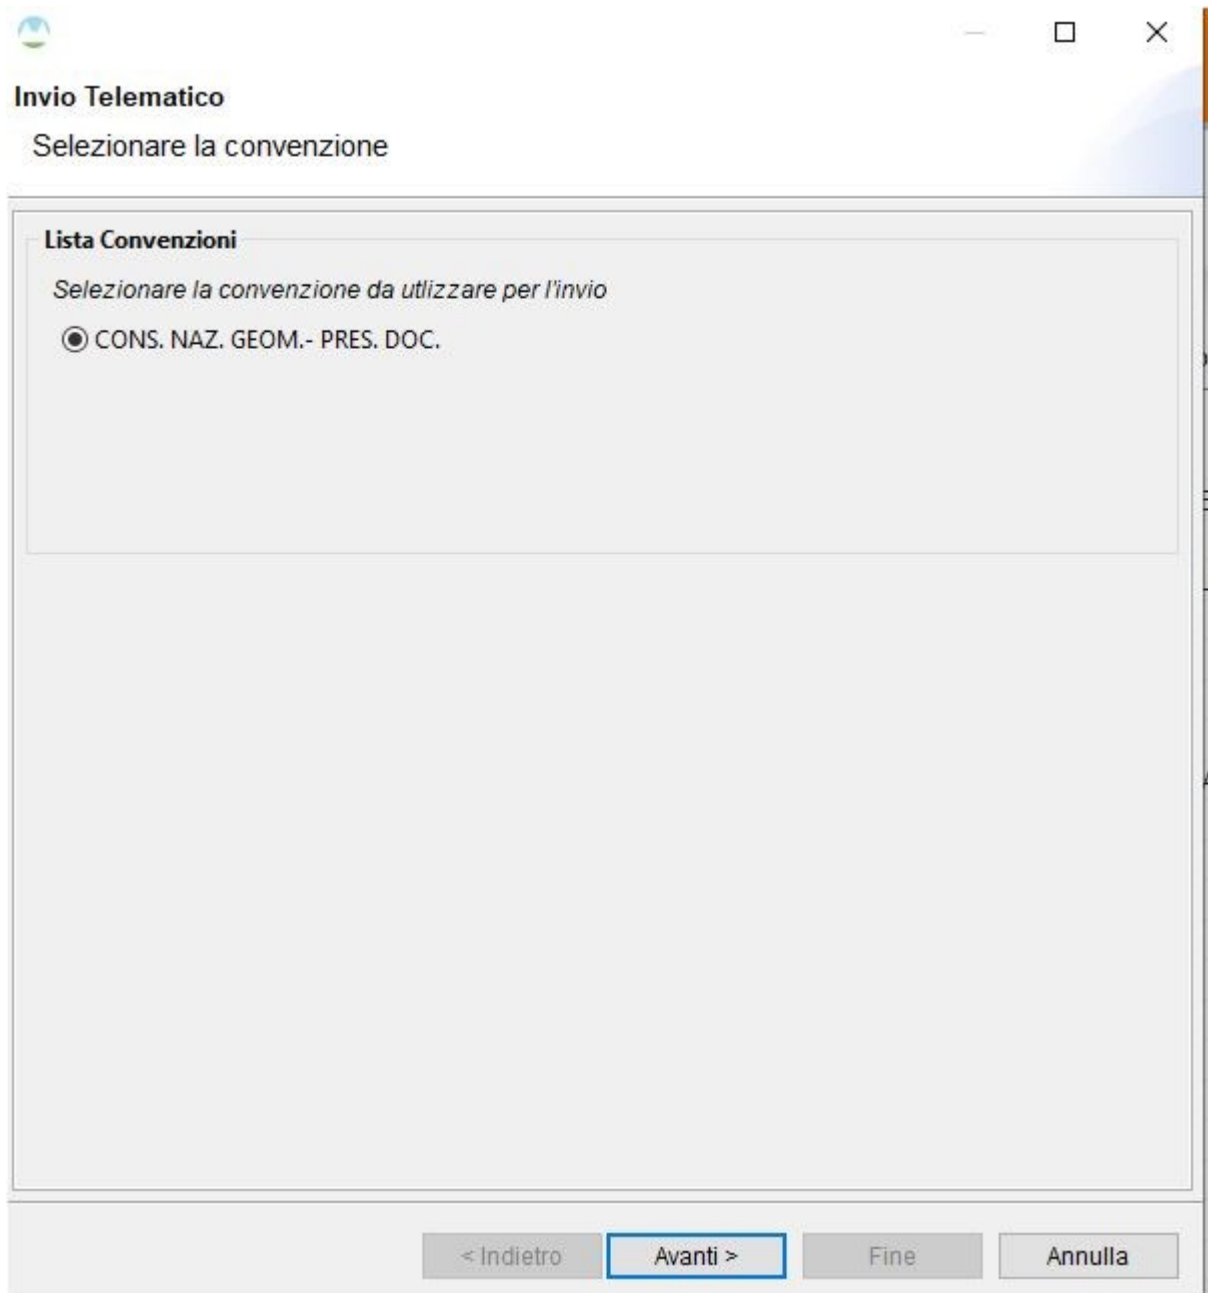 Invio Telematico
Selezionare la convenzione
Lista Convenzioni
Selezionare la convenzione da utlizzare per l'invio
CONS. NAZ. GEOM.- PRES. DOC.
< Indietro Avanti > Fine Annulla